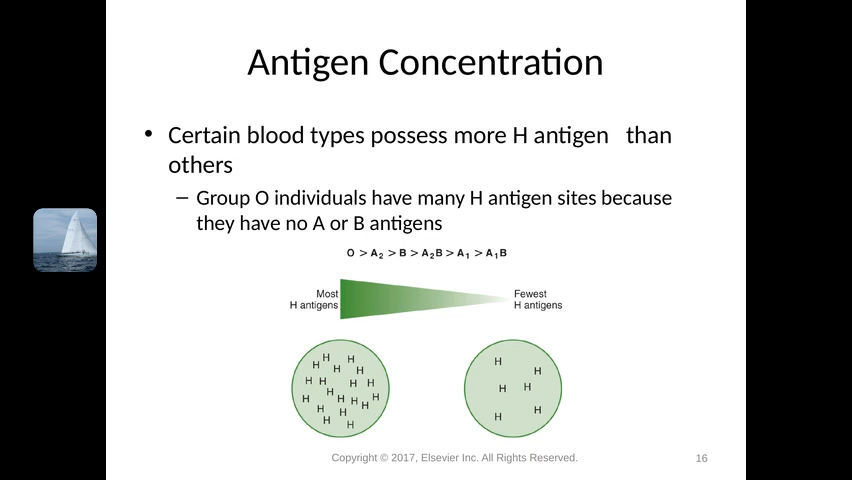 Antigen Concentration
• Certain blood types possess more H antigen than
others
– Group O individuals have many H antigen sites because
they have no A or B antigens
O > A₂ > B > A₂B > A₁ > A₁B
Most
H antigens
Fewest
H antigens
H H
H H H
H H H H
H
H H H H H
H H
H H
H
H
H
H H
H
H
Copyright © 2017, Elsevier Inc. All Rights Reserved.
16